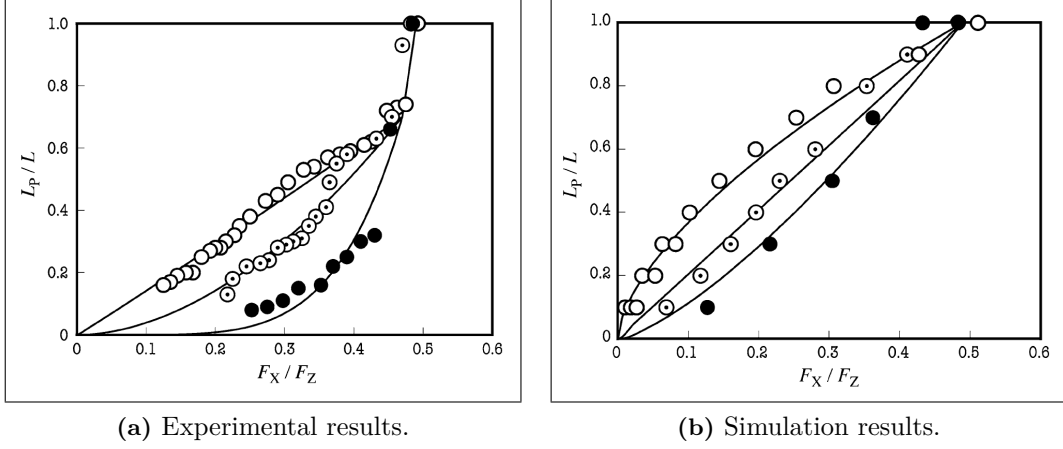 1.0
0.8
0.6
0.4
0.2
0
0 0.1 0.2 0.3 0.4 0.5 0.6
L_P / L
F_X / F_Z
(a) Experimental results.
1.0
0.8
0.6
0.4
0.2
0
0 0.1 0.2 0.3 0.4 0.5 0.6
L_P / L
F_X / F_Z
(b) Simulation results.